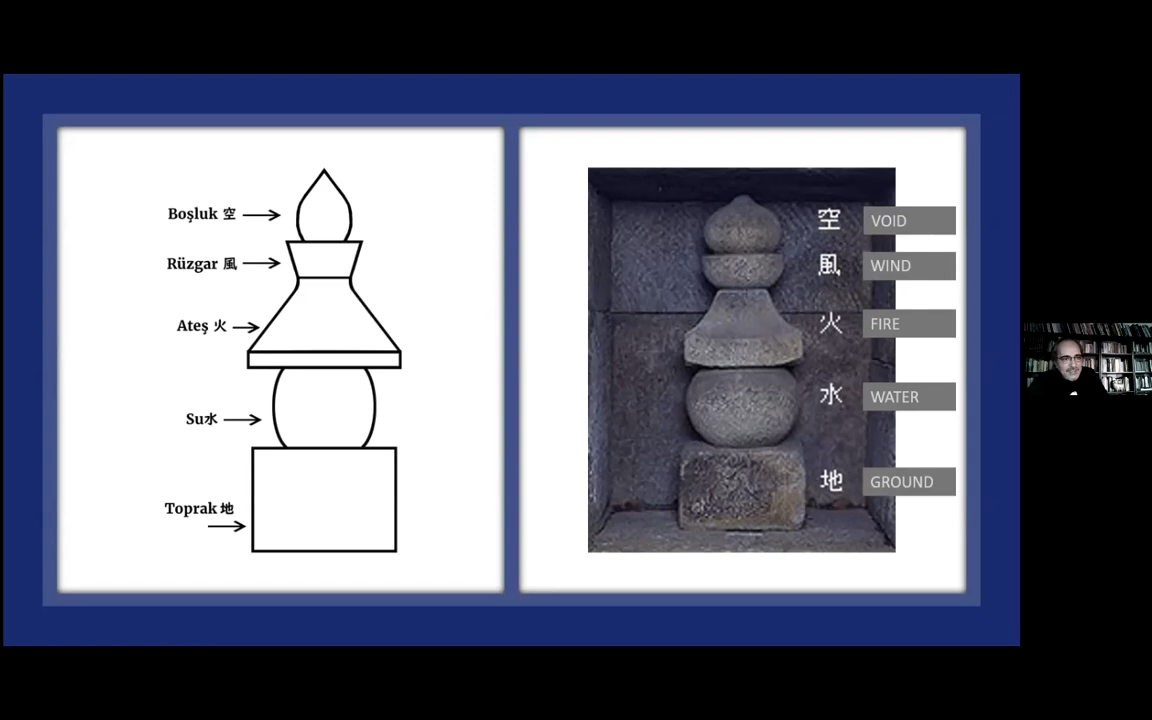 Boşluk 空
Rüzgar 風
Ateş 火
Su水
Toprak 地
空 VOID
風 WIND
火 FIRE
水 WATER
地 GROUND